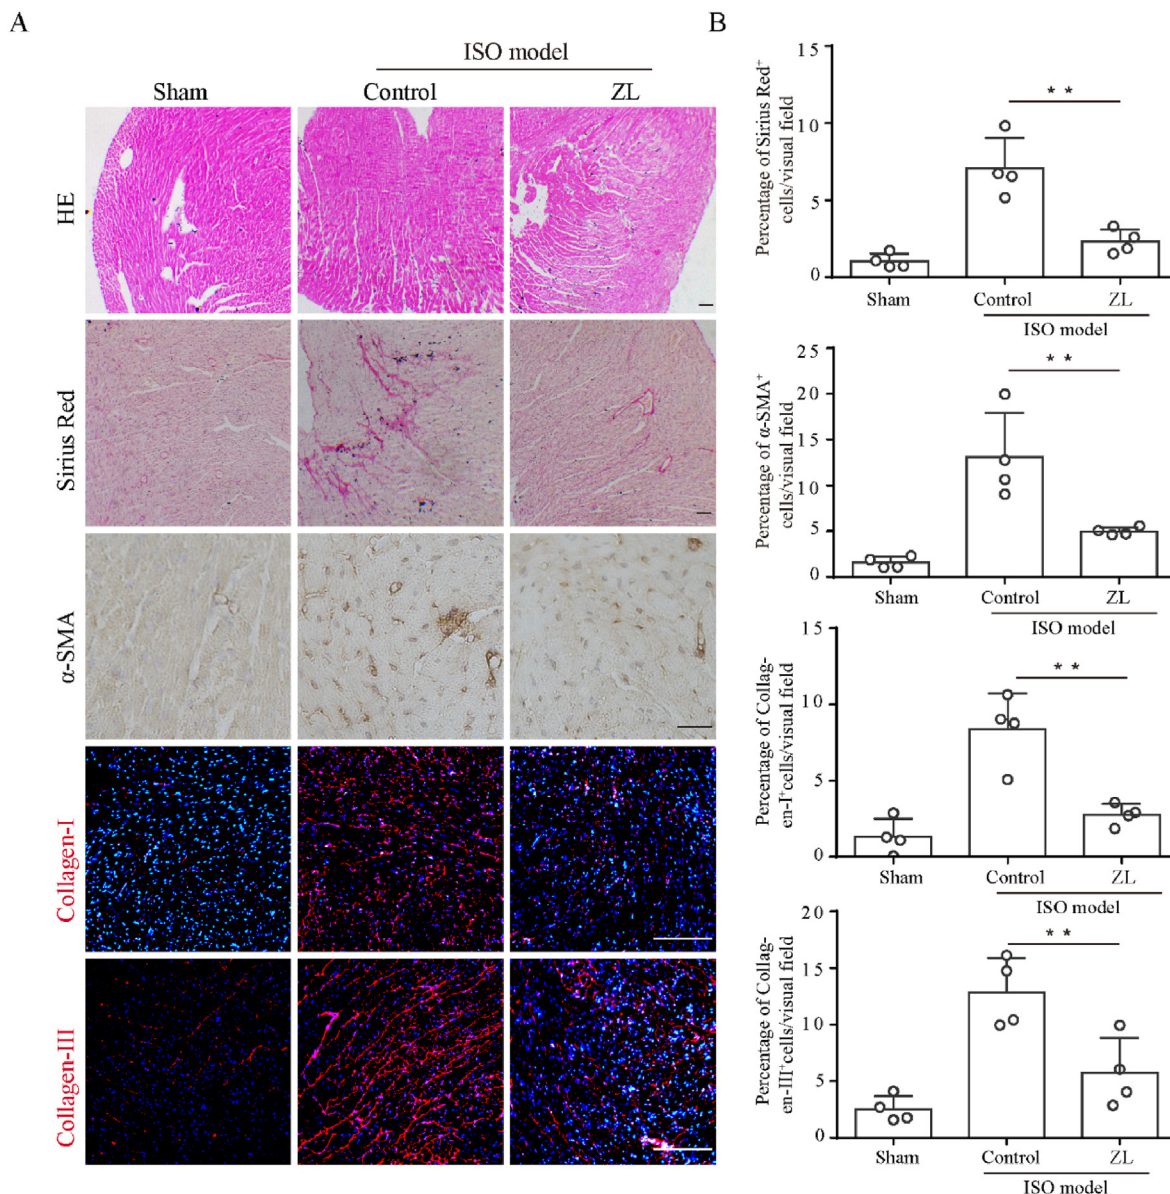 A
ISO model
Sham
Control
ZL
HE
Sirius Red
α-SMA
Collagen-I
Collagen-III
B
Percentage of Sirius Red⁺
cells/visual field
15
10
5
0
* *
Sham
Control
ZL
ISO model
Percentage of α-SMA⁺
cells/visual field
25
20
15
10
5
0
* *
Sham
Control
ZL
ISO model
Percentage of Collag-
en-I⁺cells/visual field
15
10
5
0
* *
Sham
Control
ZL
ISO model
Percentage of Collag-
en-III⁺cells/visual field
20
15
10
5
0
* *
Sham
Control
ZL
ISO model